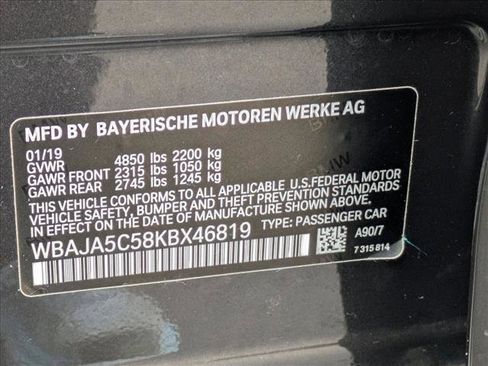 MFD BY BAYERISCHE MOTOREN WERKE AG
01/19
GVWR 4850 lbs 2200 kg
GAWR FRONT 2315 lbs 1050 kg
GAWR REAR 2745 lbs 1245 kg
THIS VEHICLE CONFORMS TO ALL APPLICABLE U.S.FEDERAL MOTOR
VEHICLE SAFETY, BUMPER AND THEFT PREVENTION STANDARDS
IN EFFECT ON THE DATE OF MANUFACTURE SHOWN ABOVE.
WBAJA5C58KBX46819 TYPE: PASSENGER CAR
A90/7
7 315 814